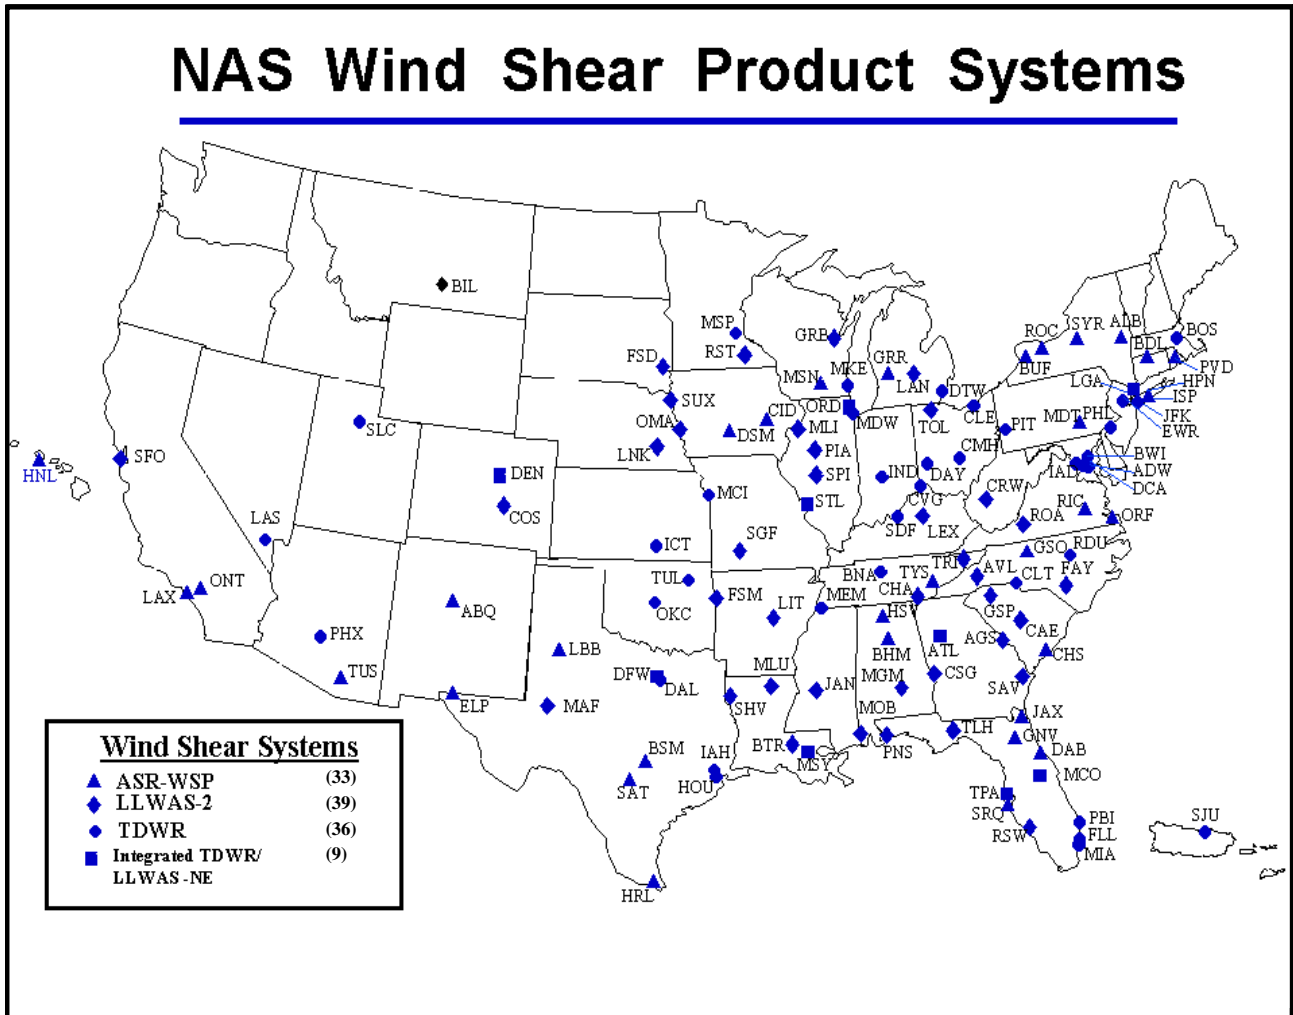 NAS Wind Shear Product Systems
BIL
MSP
RST
FSD
SUX
OMA
LNK
DSM
CID
GRB
MSN
MKE
GRR
LAN
DTW
ORD
MDW
MLI
PIA
SPI
STL
TOL
CLE
PIT
CMH
IND
DAY
CVG
SDF
LEX
CRW
ROC
SYR
ALB
BUF
BDL
BOS
PVD
LGA
HPN
ISP
JFK
EWR
MDT
PHL
BWI
IAD
ADW
DCA
RIC
ORF
ROA
SFO
HNL
SLC
LAS
LAX
ONT
PHX
TUS
DEN
COS
ABQ
ELP
MCI
ICT
SGF
TUL
OKC
FSM
LIT
LBB
MAF
DFW
DAL
BSM
SAT
IAH
HOU
HRL
SHV
MLU
JAN
BTR
MSY
MOB
PNS
MEM
BNA
TYS
TRI
CHA
HSV
BHM
MGM
ATL
CSG
AVL
GSO
RDU
CLT
FAY
GSP
CAE
AGS
CHS
SAV
TLH
JAX
GNV
DAB
MCO
TPA
SRQ
RSW
PBI
FLL
MIA
SJU
Wind Shear Systems
ASR-WSP (33)
LLWAS-2 (39)
TDWR (36)
Integrated TDWR/ (9)
LLWAS-NE